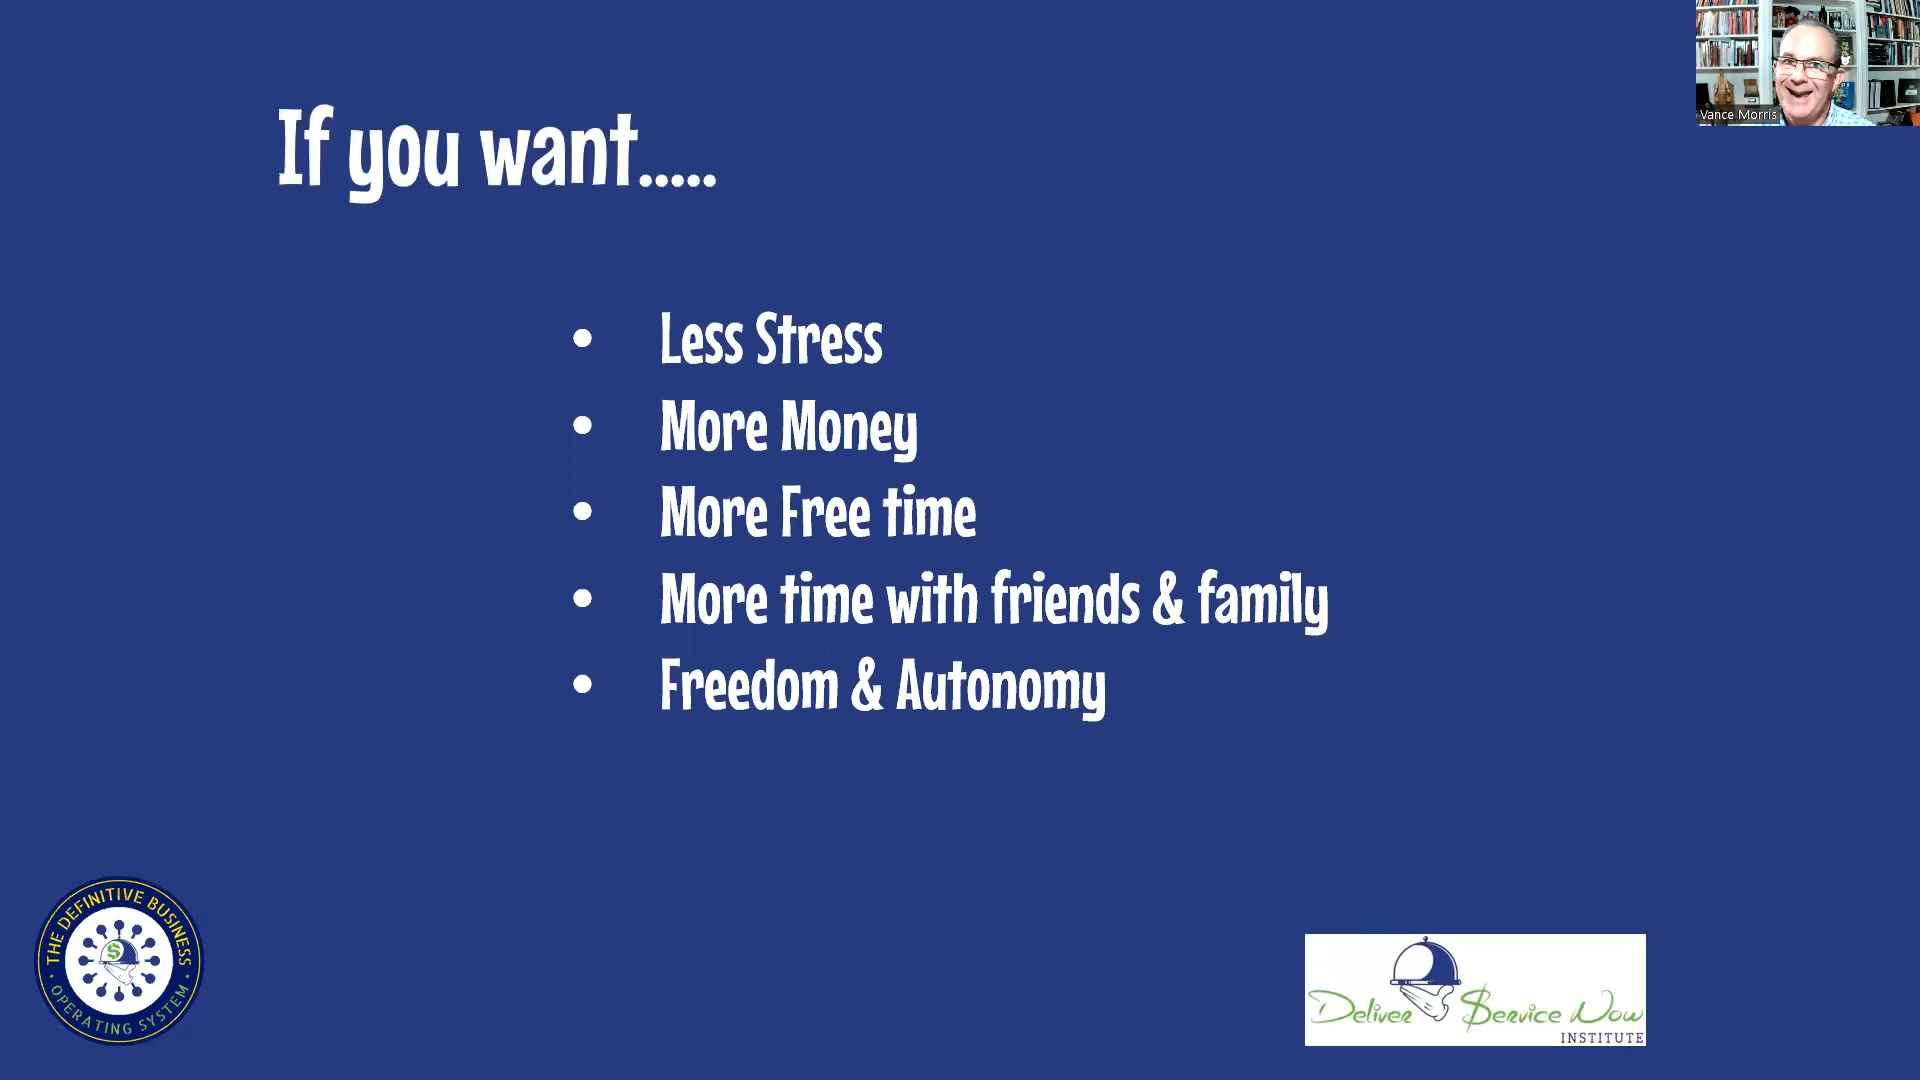 Vance Morris
If you want.....
• Less Stress
• More Money
• More Free time
• More time with friends & family
• Freedom & Autonomy
THE DEFINITIVE BUSINESS
• OPERATING SYSTEM •
$
Deliver $ervice Now
INSTITUTE